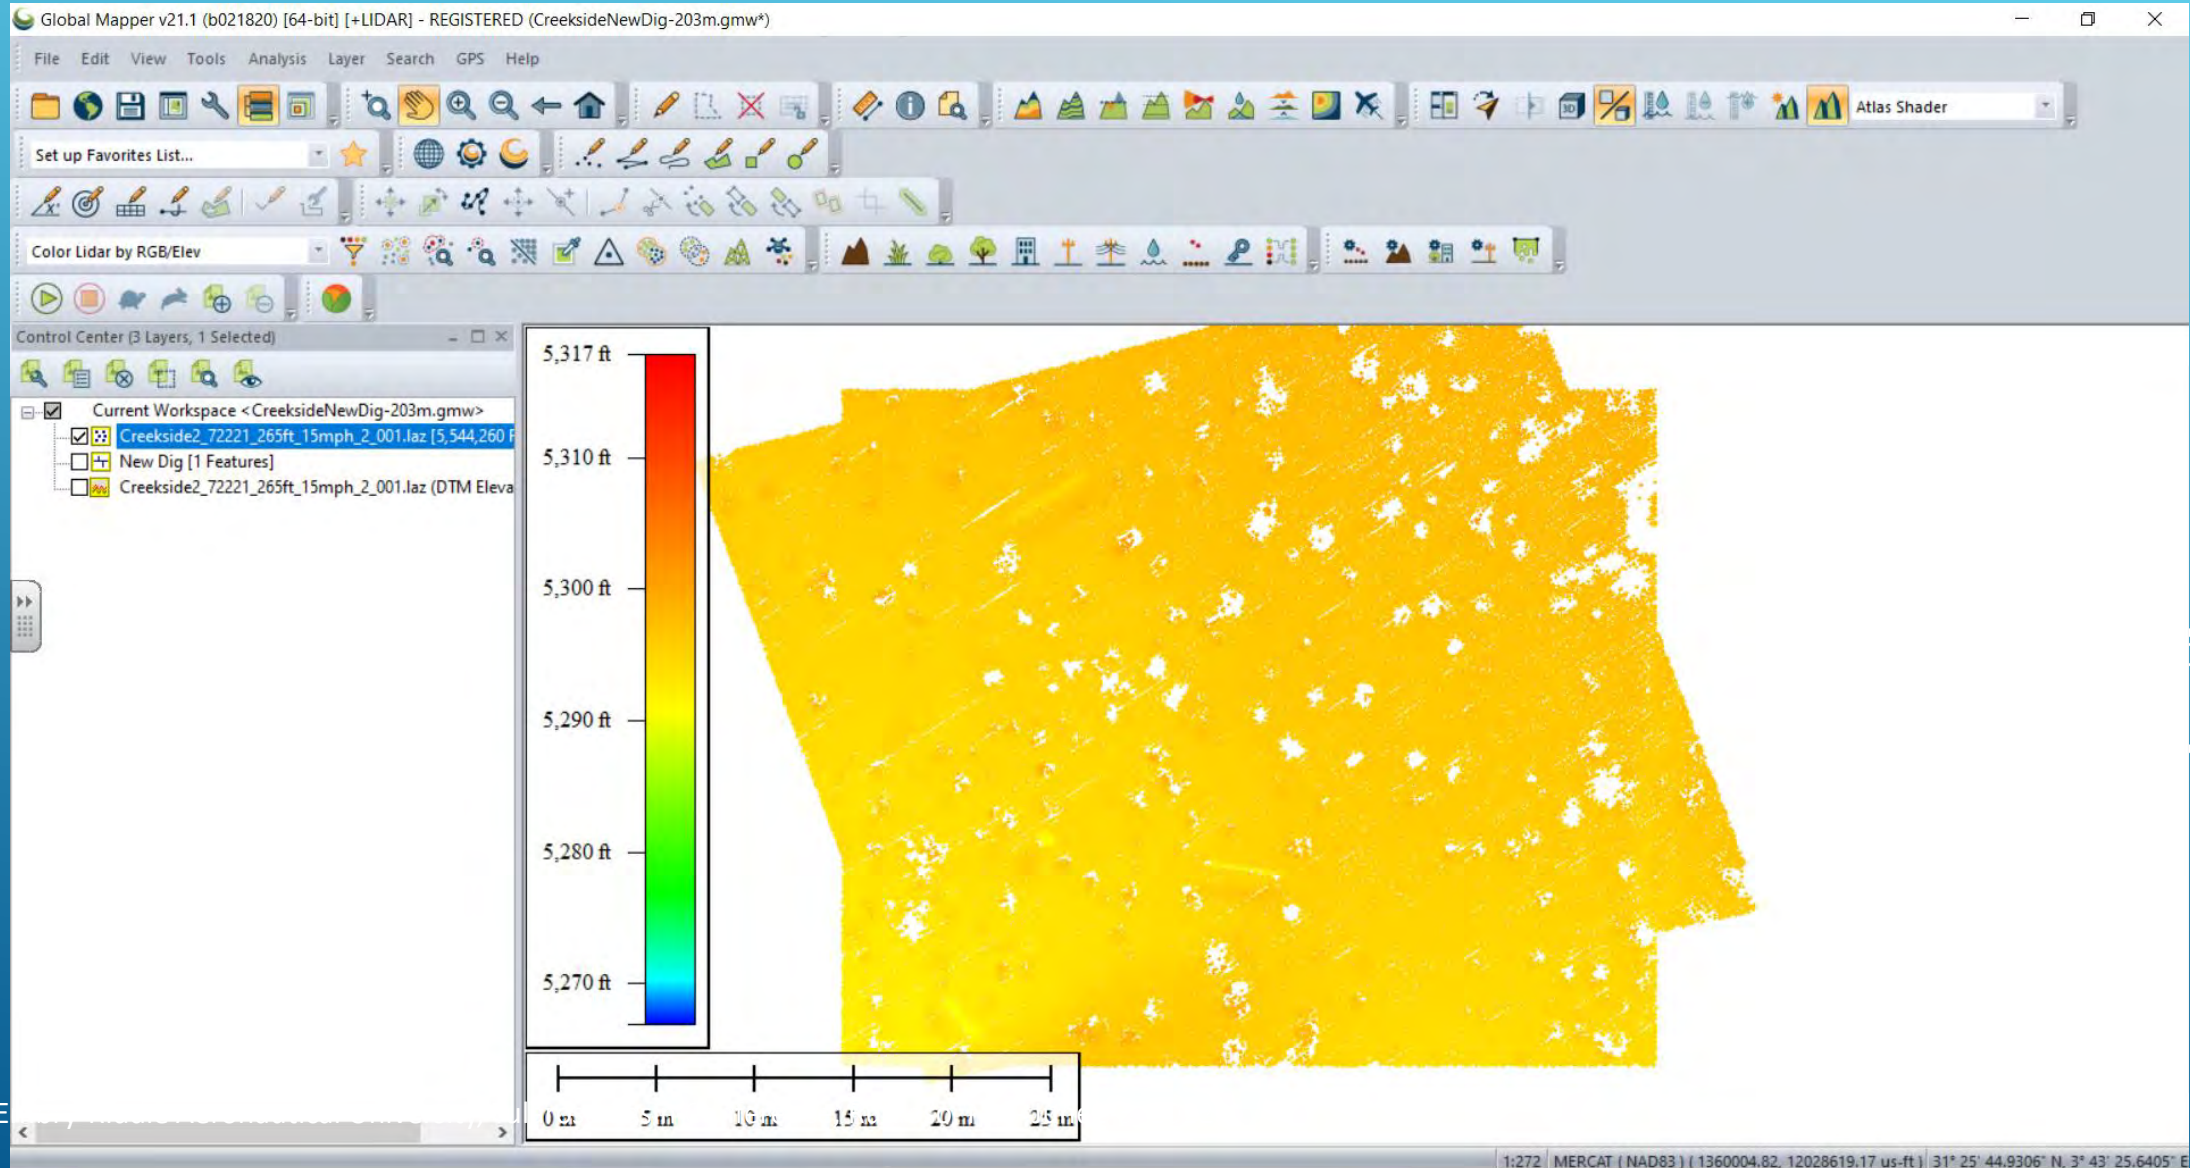 Global Mapper v21.1 (b021820) [64-bit] [+LIDAR] - REGISTERED (CreeksideNewDig-203m.gmw*)
File Edit View Tools Analysis Layer Search GPS Help
3D Atlas Shader
Set up Favorites List...
Color Lidar by RGB/Elev
Control Center (3 Layers, 1 Selected)
Current Workspace <CreeksideNewDig-203m.gmw>
Creekside2_72221_265ft_15mph_2_001.laz [5,544,260 P
New Dig [1 Features]
Creekside2_72221_265ft_15mph_2_001.laz (DTM Eleva
5,317 ft
5,310 ft
5,300 ft
5,290 ft
5,280 ft
5,270 ft
0 m 5 m 10 m 15 m 20 m 25 m
1:272 MERCAT ( NAD83 ) ( 1360004.82, 12028619.17 us-ft ) 31° 25' 44.9306" N, 3° 43' 25.6405" E